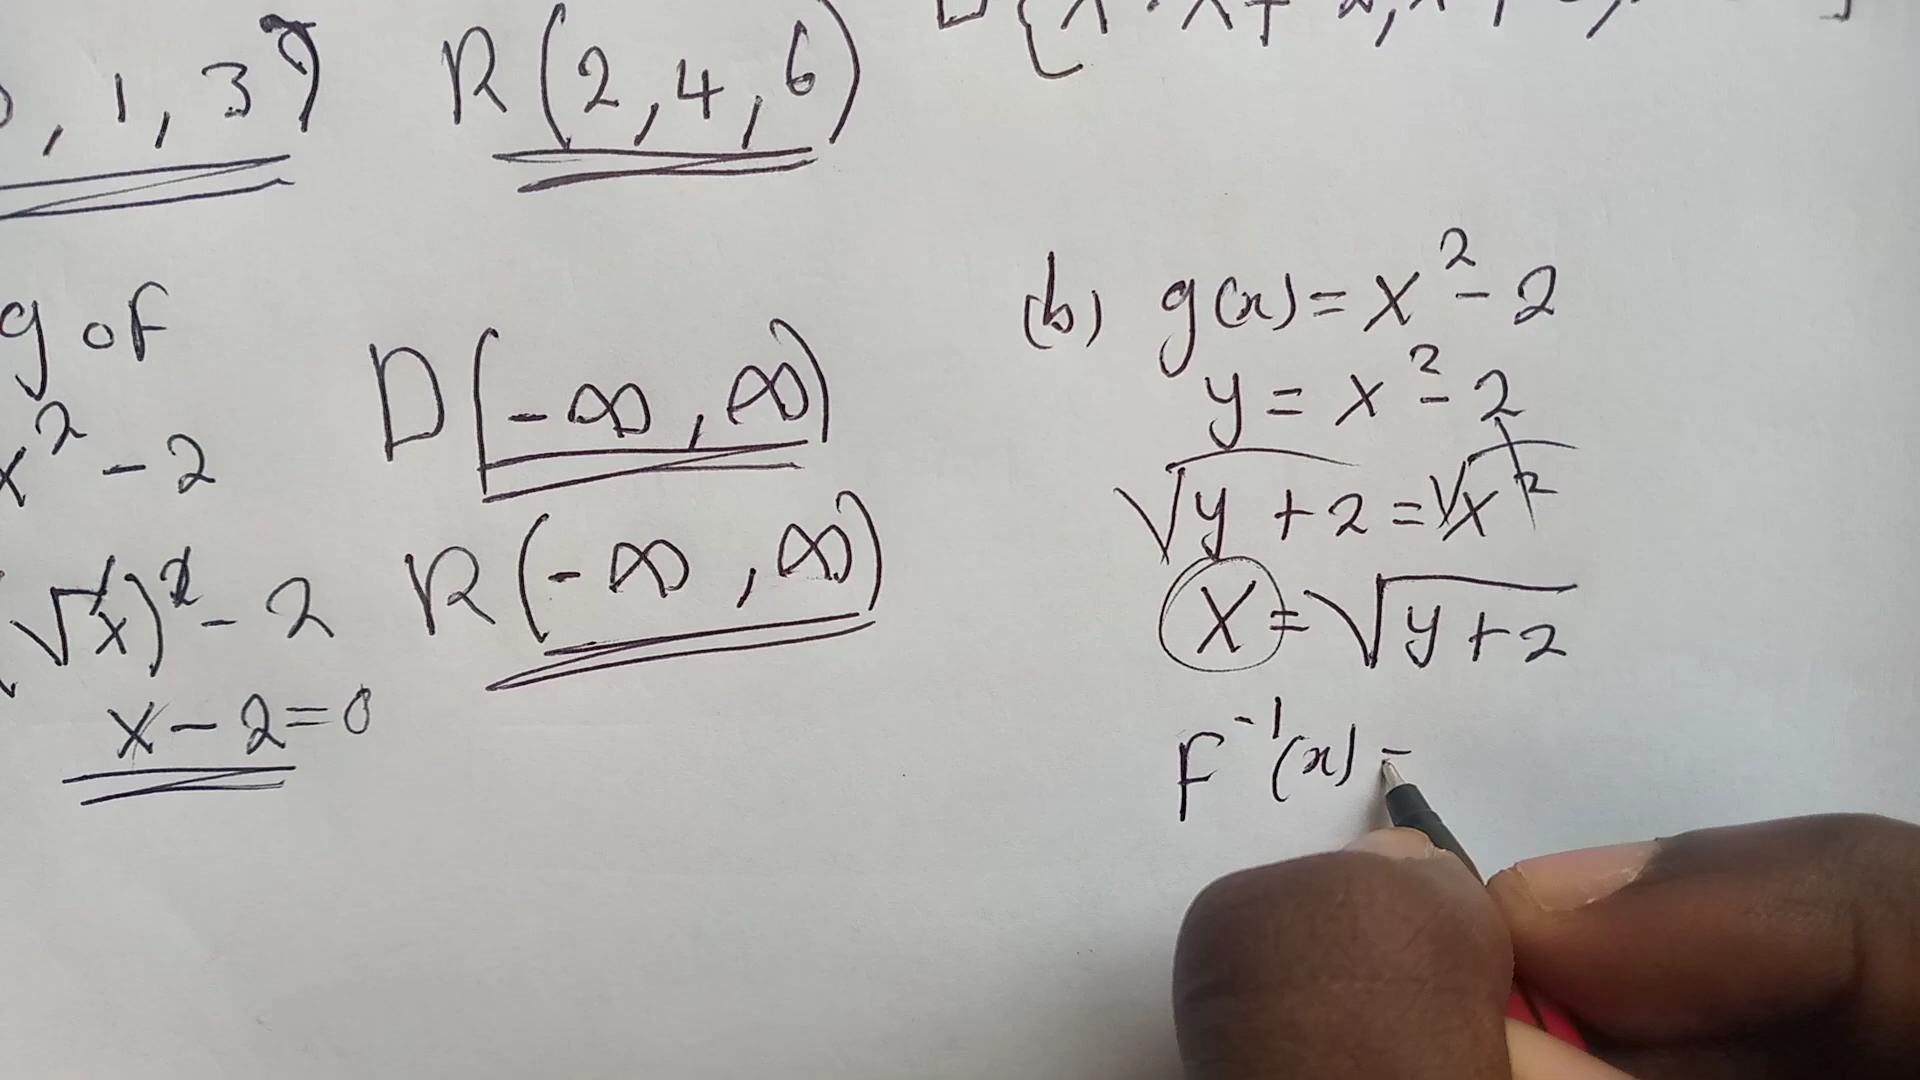 , 1, 3) R(2, 4, 6)
g of
x² - 2
D(-∞, ∞)
(√x)² - 2
R(-∞, ∞)
x - 2 = 0
(b) g(x) = x² - 2
y = x² - 2
√y + 2 = √x²
x = √y + 2
F⁻¹(x) =